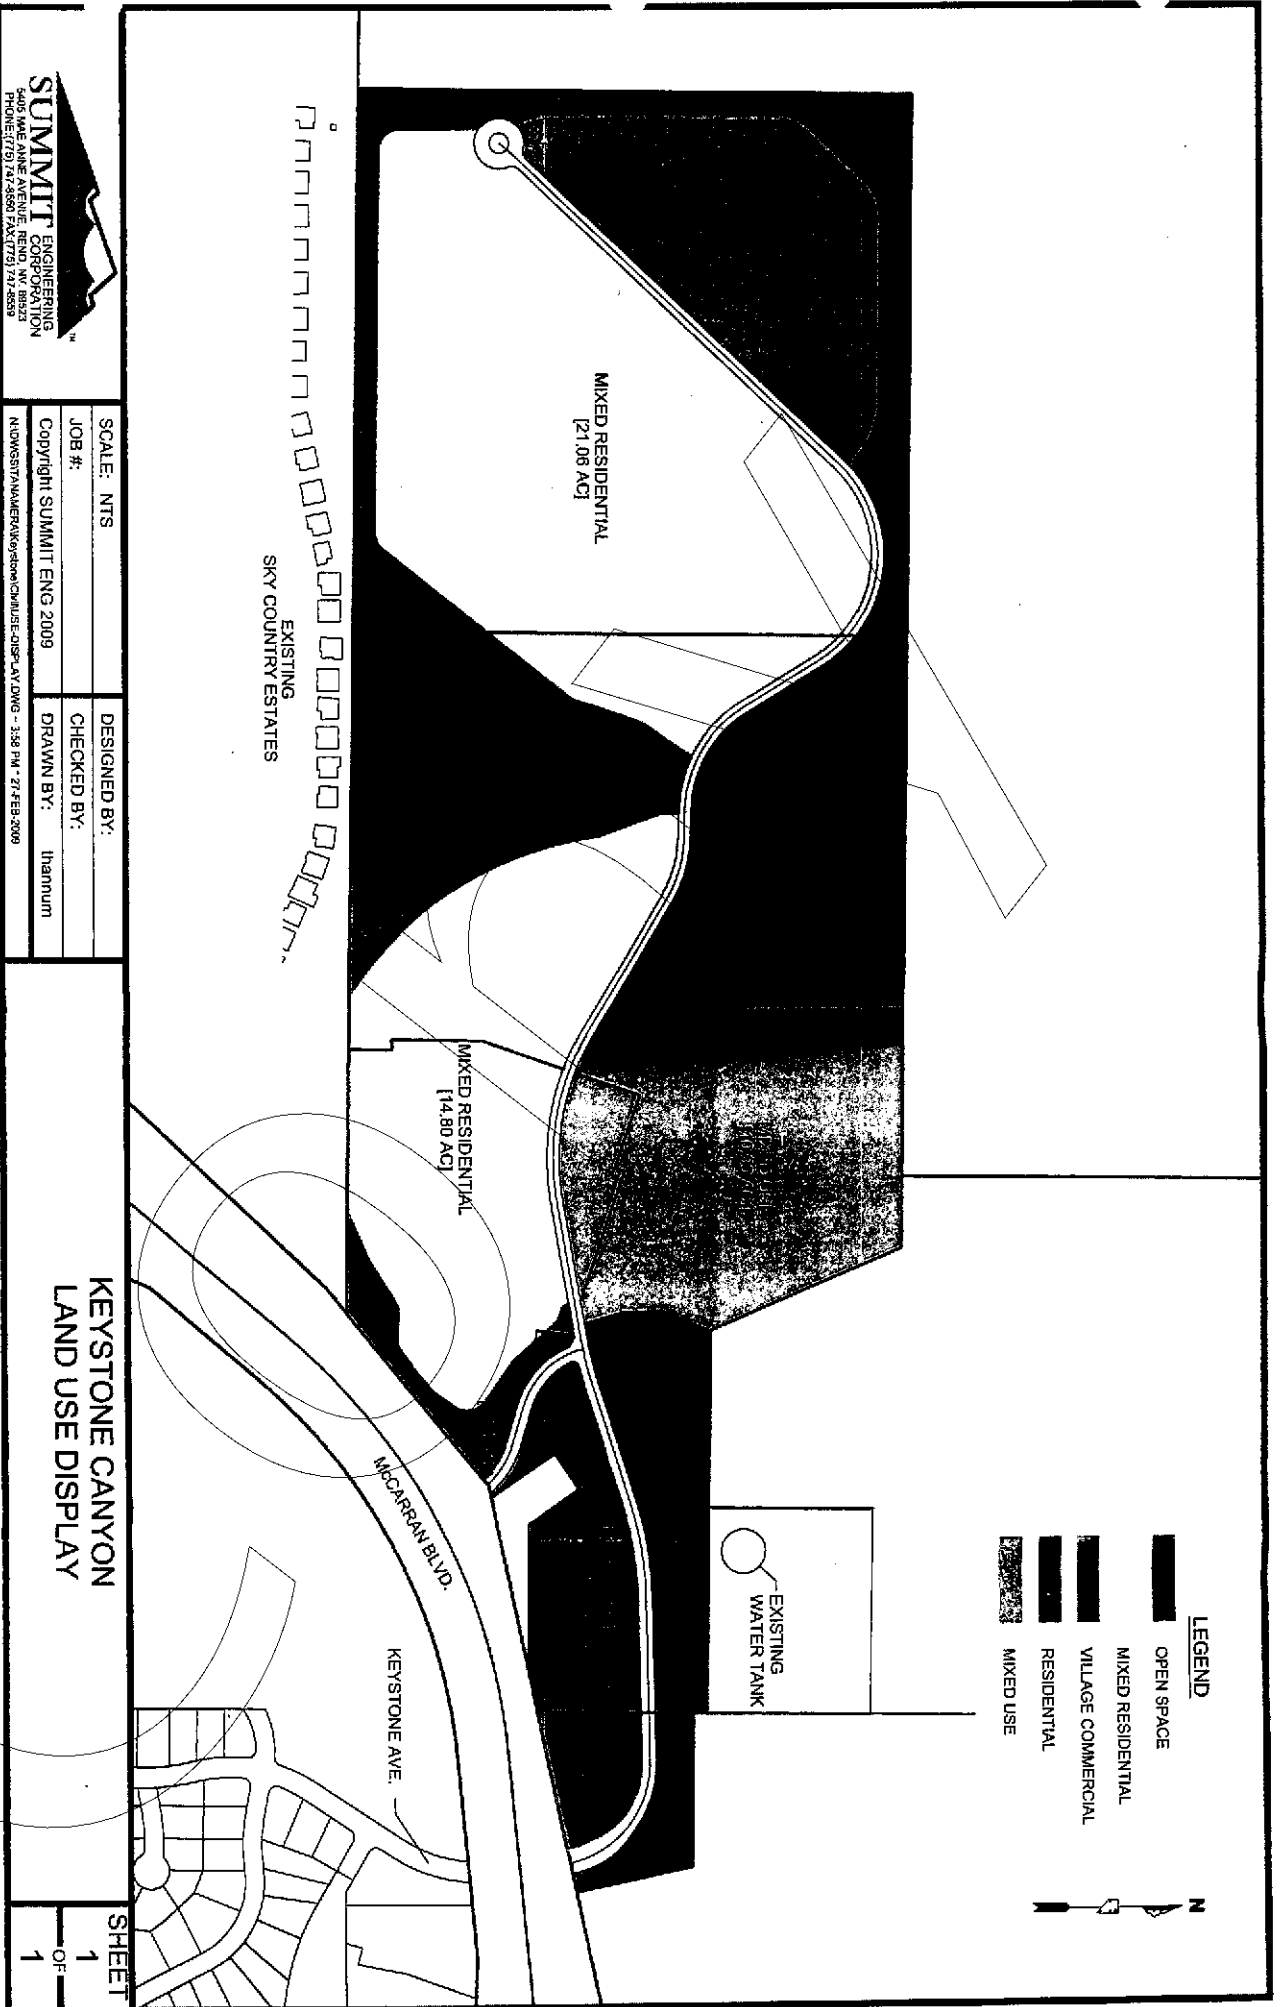 LEGEND
OPEN SPACE
MIXED RESIDENTIAL
VILLAGE COMMERCIAL
RESIDENTIAL
MIXED USE
N
MIXED RESIDENTIAL
[21.06 AC]
MIXED RESIDENTIAL
[14.80 AC]
EXISTING
WATER TANK
EXISTING
SKY COUNTRY ESTATES
McCARRAN BLVD.
KEYSTONE AVE.
SUMMIT ENGINEERING
CORPORATION
TM
5405 MAE ANNE AVENUE, RENO, NV. 89523
PHONE:(775) 747-8550 FAX:(775) 747-8559
SCALE: NTS
DESIGNED BY:
JOB #:
CHECKED BY:
Copyright SUMMIT ENG 2009
DRAWN BY: thannum
KEYSTONE CANYON
LAND USE DISPLAY
SHEET
1
OF
1